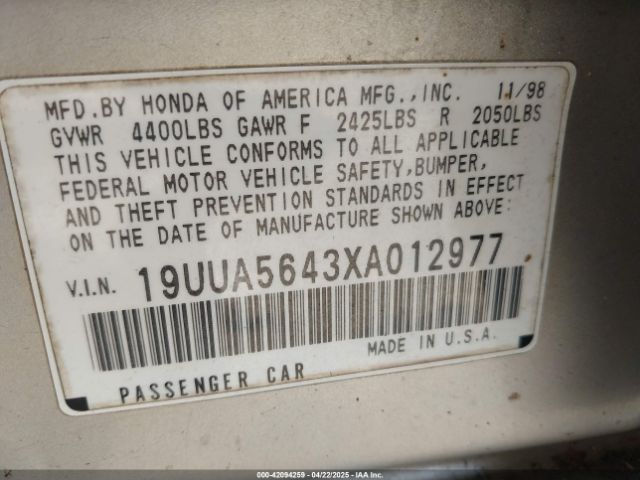 MFD.BY HONDA OF AMERICA MFG.,INC. 11/98
GVWR 4400LBS GAWR F 2425LBS R 2050LBS
THIS VEHICLE CONFORMS TO ALL APPLICABLE
FEDERAL MOTOR VEHICLE SAFETY,BUMPER,
AND THEFT PREVENTION STANDARDS IN EFFECT
ON THE DATE OF MANUFACTURE SHOWN ABOVE:
V.I.N. 19UUA5643XA012977
PASSENGER CAR MADE IN U.S.A.
000-42094259 - 04/22/2025 - IAAI.com